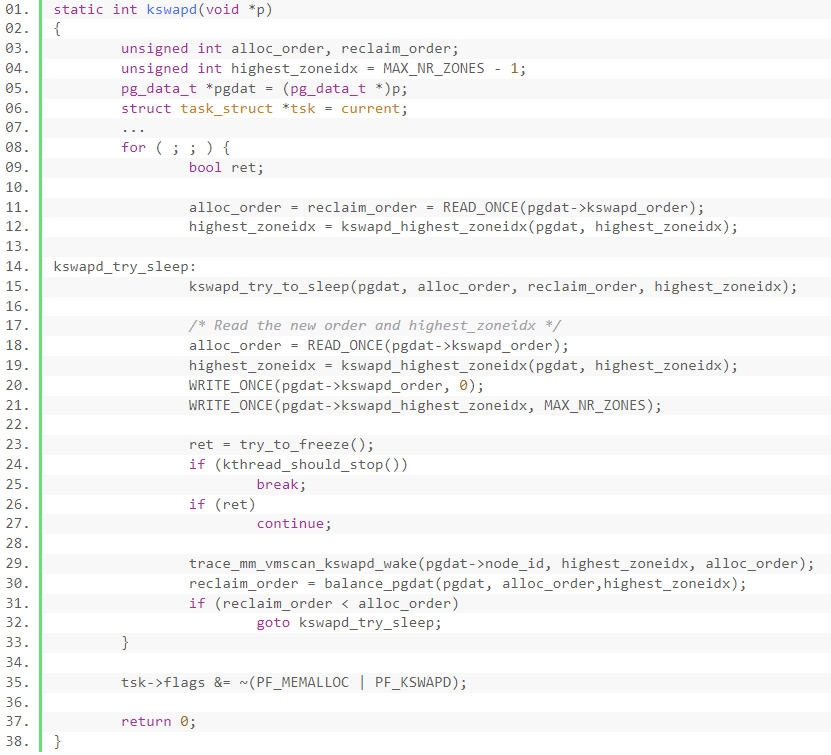 01. static int kswapd(void *p)
02. {
03. unsigned int alloc_order, reclaim_order;
04. unsigned int highest_zoneidx = MAX_NR_ZONES - 1;
05. pg_data_t *pgdat = (pg_data_t *)p;
06. struct task_struct *tsk = current;
07. ...
08. for ( ; ; ) {
09. bool ret;
10.
11. alloc_order = reclaim_order = READ_ONCE(pgdat->kswapd_order);
12. highest_zoneidx = kswapd_highest_zoneidx(pgdat, highest_zoneidx);
13.
14. kswapd_try_sleep:
15. kswapd_try_to_sleep(pgdat, alloc_order, reclaim_order, highest_zoneidx);
16.
17. /* Read the new order and highest_zoneidx */
18. alloc_order = READ_ONCE(pgdat->kswapd_order);
19. highest_zoneidx = kswapd_highest_zoneidx(pgdat, highest_zoneidx);
20. WRITE_ONCE(pgdat->kswapd_order, 0);
21. WRITE_ONCE(pgdat->kswapd_highest_zoneidx, MAX_NR_ZONES);
22.
23. ret = try_to_freeze();
24. if (kthread_should_stop())
25. break;
26. if (ret)
27. continue;
28.
29. trace_mm_vmscan_kswapd_wake(pgdat->node_id, highest_zoneidx, alloc_order);
30. reclaim_order = balance_pgdat(pgdat, alloc_order,highest_zoneidx);
31. if (reclaim_order < alloc_order)
32. goto kswapd_try_sleep;
33. }
34.
35. tsk->flags &= ~(PF_MEMALLOC | PF_KSWAPD);
36.
37. return 0;
38. }